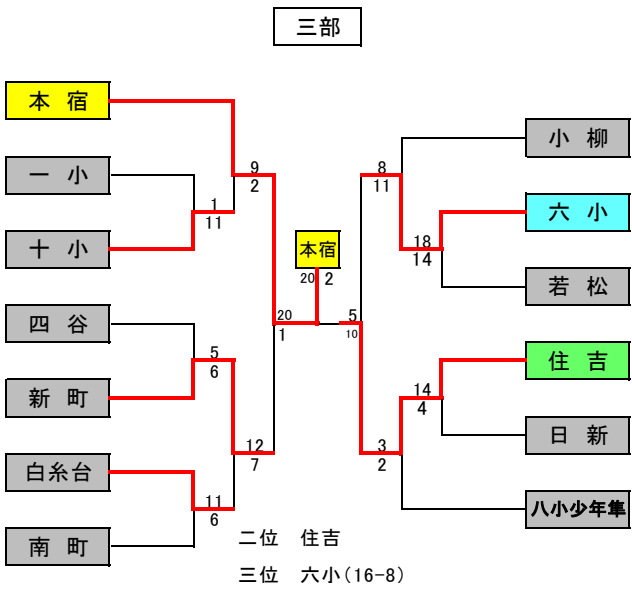 三部
本 宿
小 柳
一 小
9
2
8
11
六 小
1
11
十 小
本宿
18
14
20 2
若 松
四 谷
20
1
5
10
住 吉
5
6
新 町
14
4
日 新
12
7
3
2
白糸台
11
6
八小少年隼
南 町
二位 住吉
三位 六小(16-8)